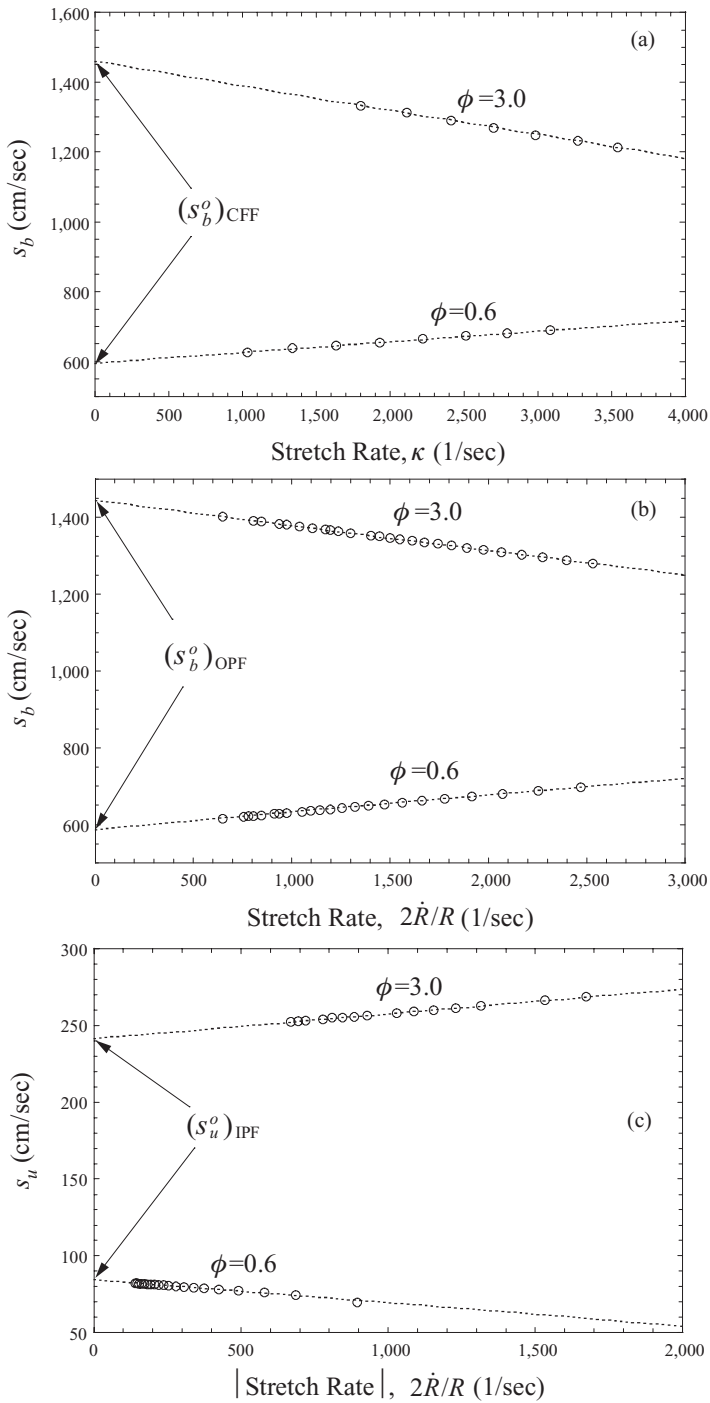 1,600
(a)
ϕ=3.0
1,400
1,200
s_b (cm/sec)
(s_b^o)_CFF
1,000
800
ϕ=0.6
600
0 500 1,000 1,500 2,000 2,500 3,000 3,500 4,000
Stretch Rate, κ (1/sec)
(b)
1,400
ϕ=3.0
1,200
s_b (cm/sec)
(s_b^o)_OPF
1,000
800
ϕ=0.6
600
0 500 1,000 1,500 2,000 2,500 3,000
Stretch Rate, 2Ṙ/R (1/sec)
300
ϕ=3.0
250
200
s_u (cm/sec)
(s_u^o)_IPF
(c)
150
100
ϕ=0.6
50
0 500 1,000 1,500 2,000
|Stretch Rate|, 2Ṙ/R (1/sec)